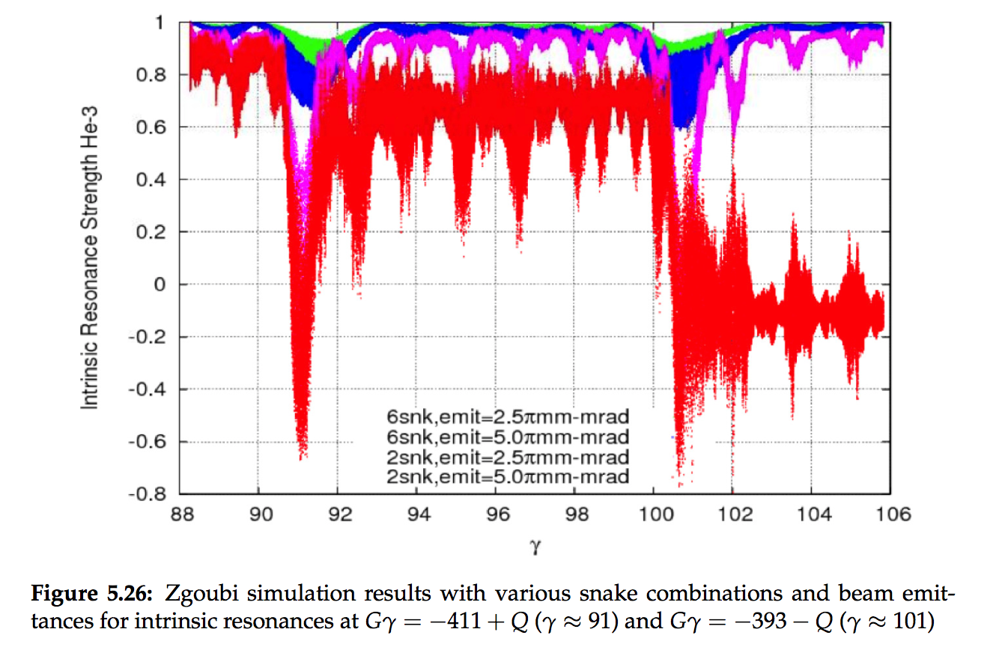 1
0.8
0.6
0.4
0.2
0
-0.2
-0.4
-0.6
-0.8
Intrinsic Resonance Strength He-3
6snk,emit=2.5πmm-mrad
6snk,emit=5.0πmm-mrad
2snk,emit=2.5πmm-mrad
2snk,emit=5.0πmm-mrad
88 90 92 94 96 98 100 102 104 106
γ
Figure 5.26: Zgoubi simulation results with various snake combinations and beam emit-
tances for intrinsic resonances at Gγ = −411 + Q (γ ≈ 91) and Gγ = −393 − Q (γ ≈ 101)